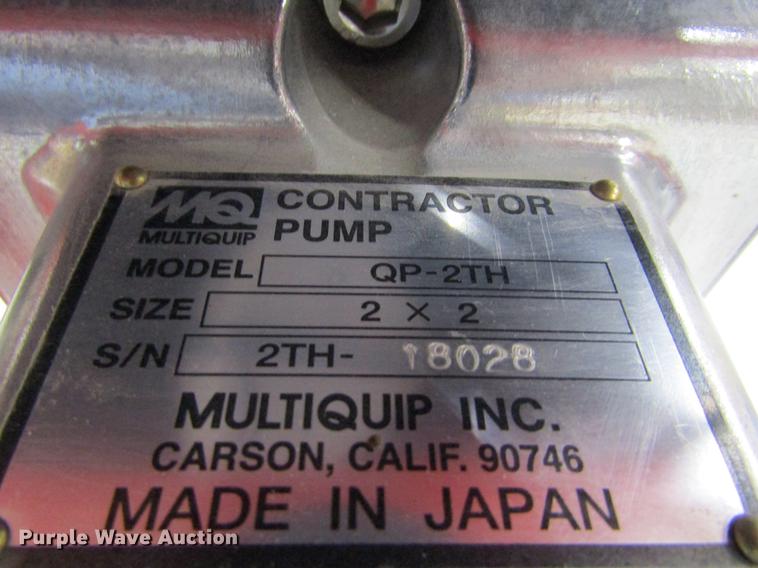 MQ CONTRACTOR
MULTIQUIP PUMP
MODEL QP-2TH
SIZE 2 × 2
S/N 2TH- 18028
MULTIQUIP INC.
CARSON, CALIF. 90746
MADE IN JAPAN
Purple Wave Auction